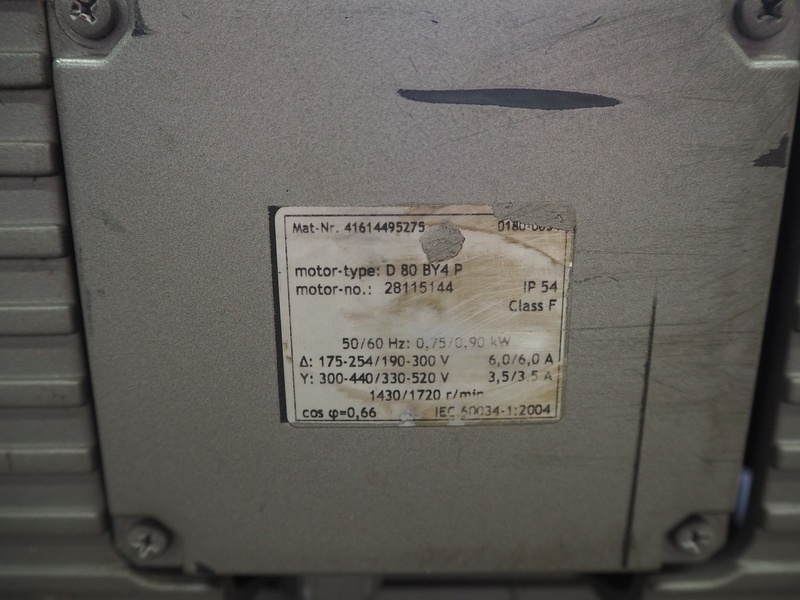 Mat-Nr. 41614495275
motor-type: D 80 BY4 P
motor-no.: 28115144 IP 54
Class F
50/60 Hz: 0,75/0,90 kW
Δ: 175-254/190-300 V 6,0/6,0 A
Y: 300-440/330-520 V 3,5/3,5 A
1430/1720 r/min
cos φ=0,66 IEC 60034-1:2004